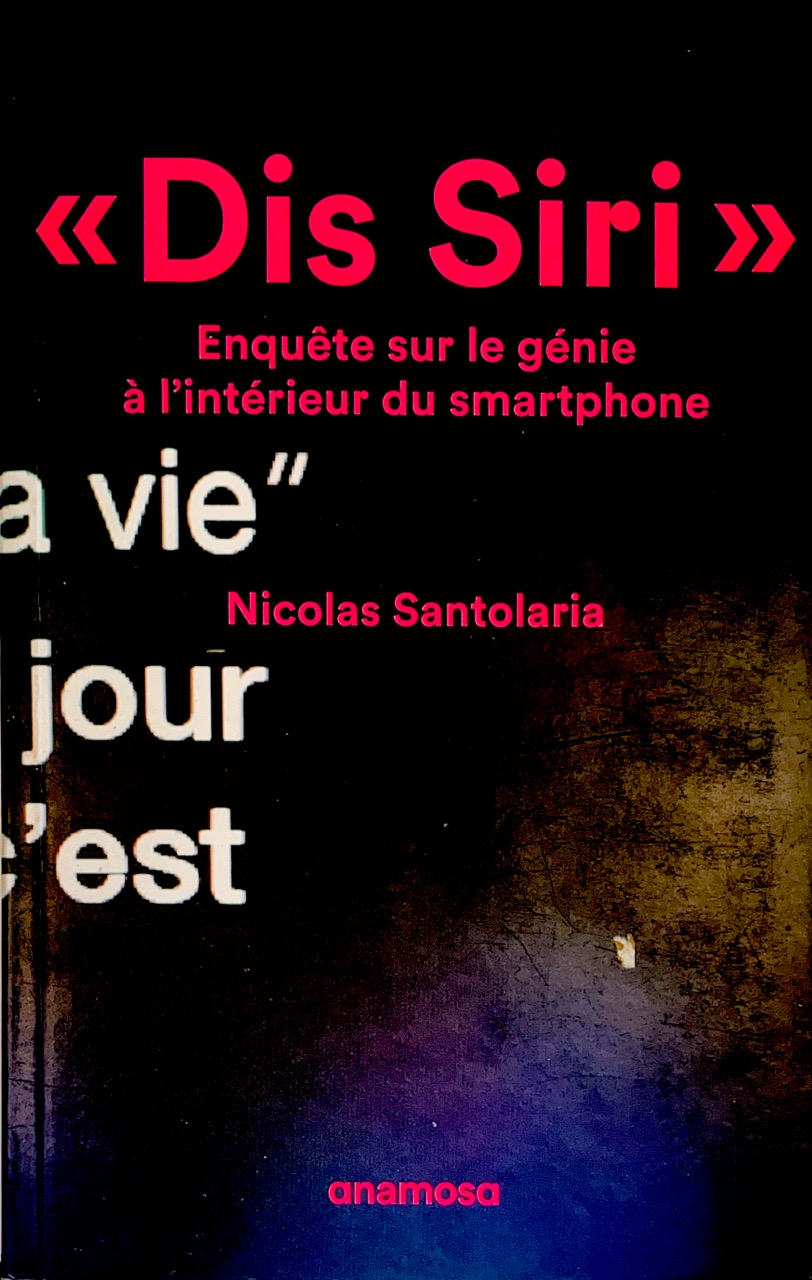 « Dis Siri »
Enquête sur le génie
à l’intérieur du smartphone
a vie"
Nicolas Santolaria
jour
c’est
anamosa